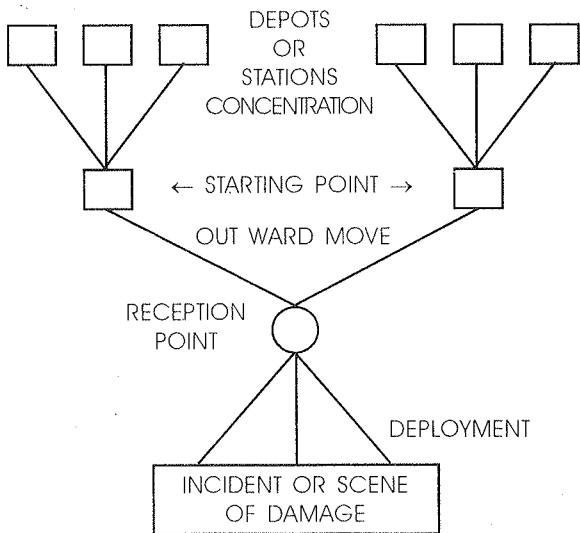 DEPOTS
OR
STATIONS
CONCENTRATION
← STARTING POINT →
OUT WARD MOVE
RECEPTION
POINT
DEPLOYMENT
INCIDENT OR SCENE
OF DAMAGE